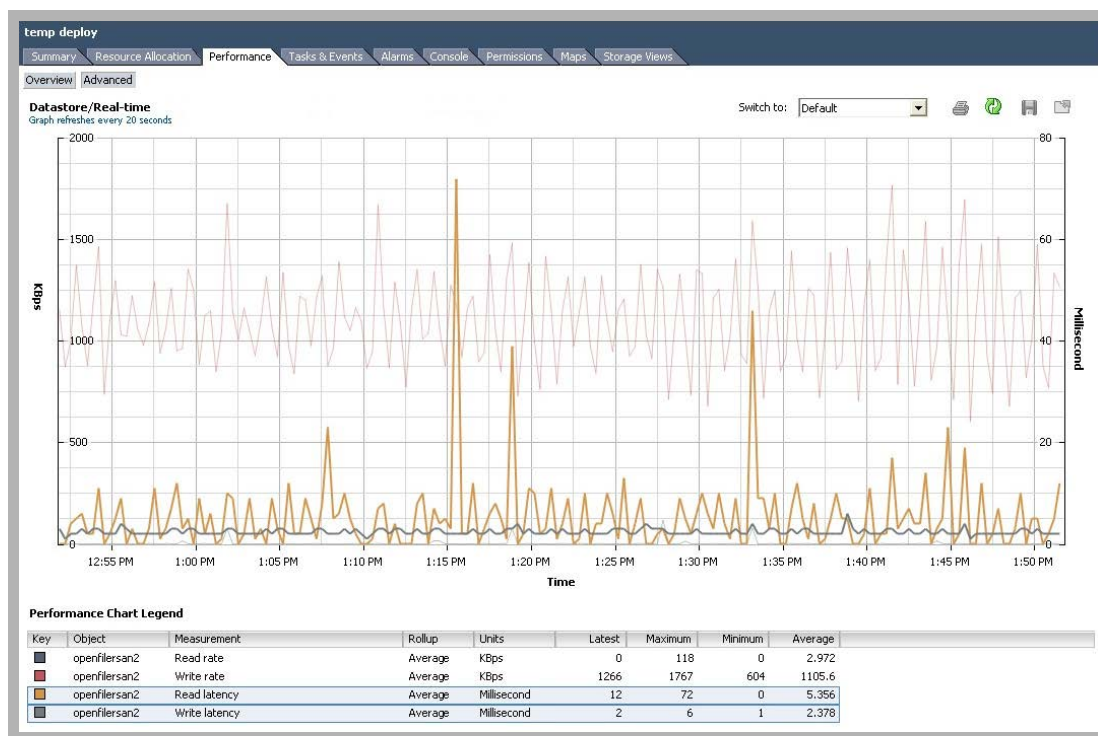 temp deploy
Summary Resource Allocation Performance Tasks & Events Alarms Console Permissions Maps Storage Views
Overview Advanced
Datastore/Real-time Switch to: Default
Graph refreshes every 20 seconds
2000 80
1500 60
KBps
1000 40
Millisecond
500 20
0 0
12:55 PM 1:00 PM 1:05 PM 1:10 PM 1:15 PM 1:20 PM 1:25 PM 1:30 PM 1:35 PM 1:40 PM 1:45 PM 1:50 PM
Time
Performance Chart Legend
Key Object Measurement Rollup Units Latest Maximum Minimum Average
openfilersan2 Read rate Average KBps 0 118 0 2.972
openfilersan2 Write rate Average KBps 1266 1767 604 1105.6
openfilersan2 Read latency Average Millisecond 12 72 0 5.356
openfilersan2 Write latency Average Millisecond 2 6 1 2.378